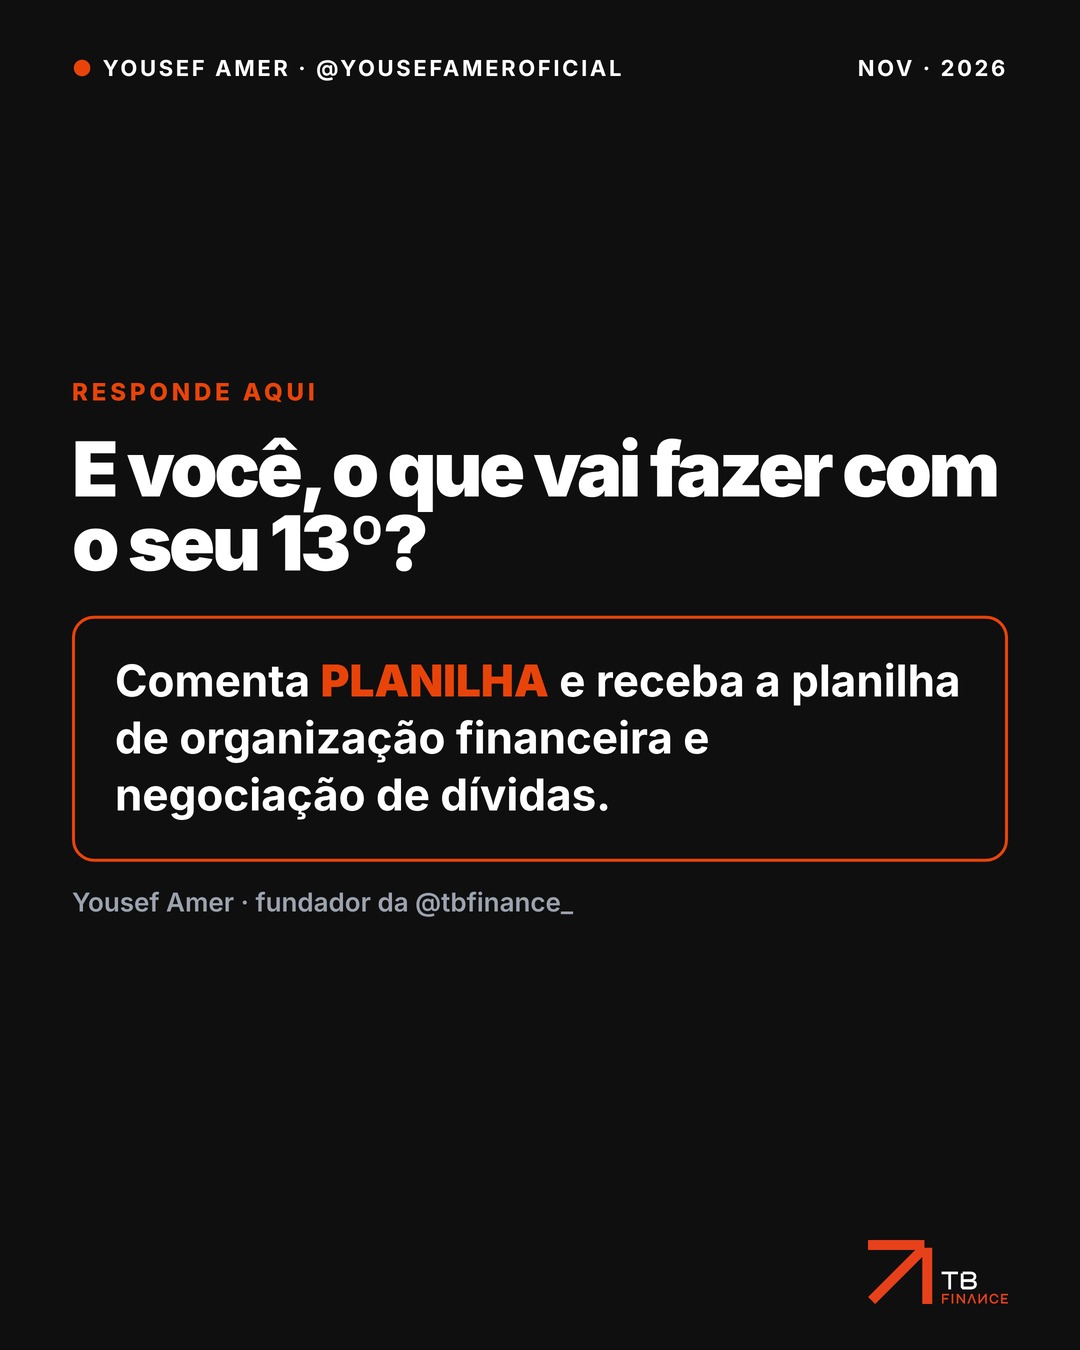 YOUSEF AMER · @YOUSEFAMEROFICIAL
NOV · 2026
RESPONDE AQUI
E você, o que vai fazer com
o seu 13º?
Comenta PLANILHA e receba a planilha
de organização financeira e
negociação de dívidas.
Yousef Amer · fundador da @tbfinance_
TB
FINANCE